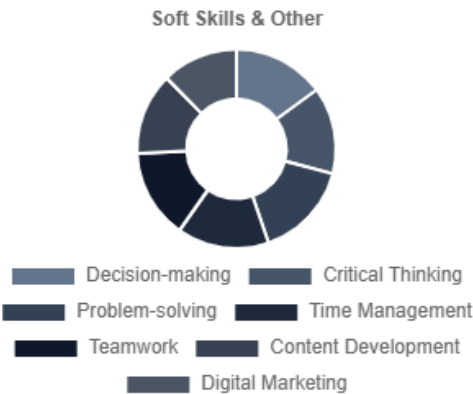 Soft Skills & Other
Decision-making Critical Thinking
Problem-solving Time Management
Teamwork Content Development
Digital Marketing